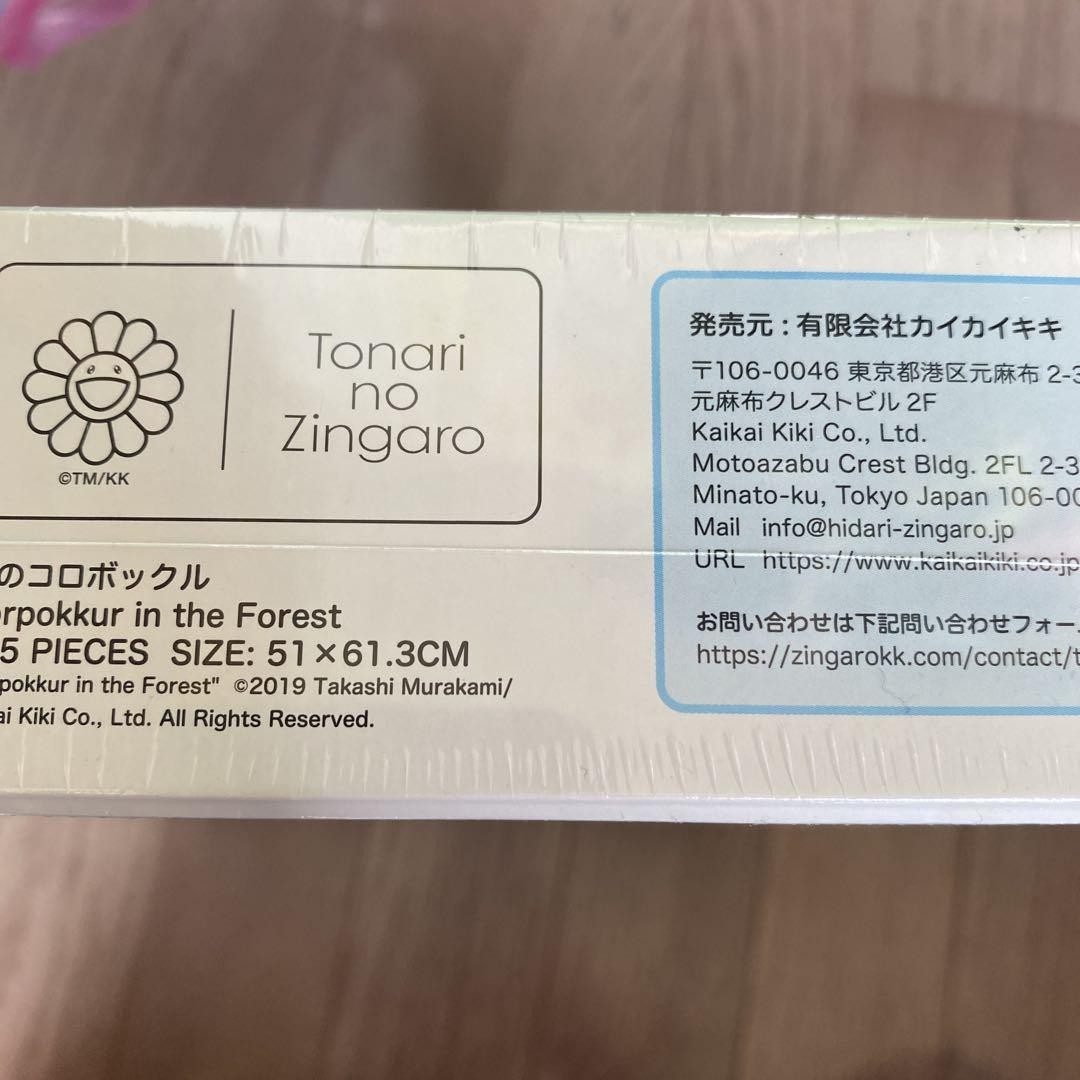 Tonari
no
Zingaro
©TM/KK
のコロボックル
orpokkur in the Forest
5 PIECES SIZE: 51×61.3CM
pokkur in the Forest" ©2019 Takashi Murakami/
ai Kiki Co., Ltd. All Rights Reserved.
発売元 : 有限会社カイカイキキ
〒106-0046 東京都港区元麻布 2-3
元麻布クレストビル 2F
Kaikai Kiki Co., Ltd.
Motoazabu Crest Bldg. 2FL 2-3
Minato-ku, Tokyo Japan 106-00
Mail info@hidari-zingaro.jp
URL https://www.kaikaikiki.co.jp
お問い合わせは下記問い合わせフォー
https://zingarokk.com/contact/t